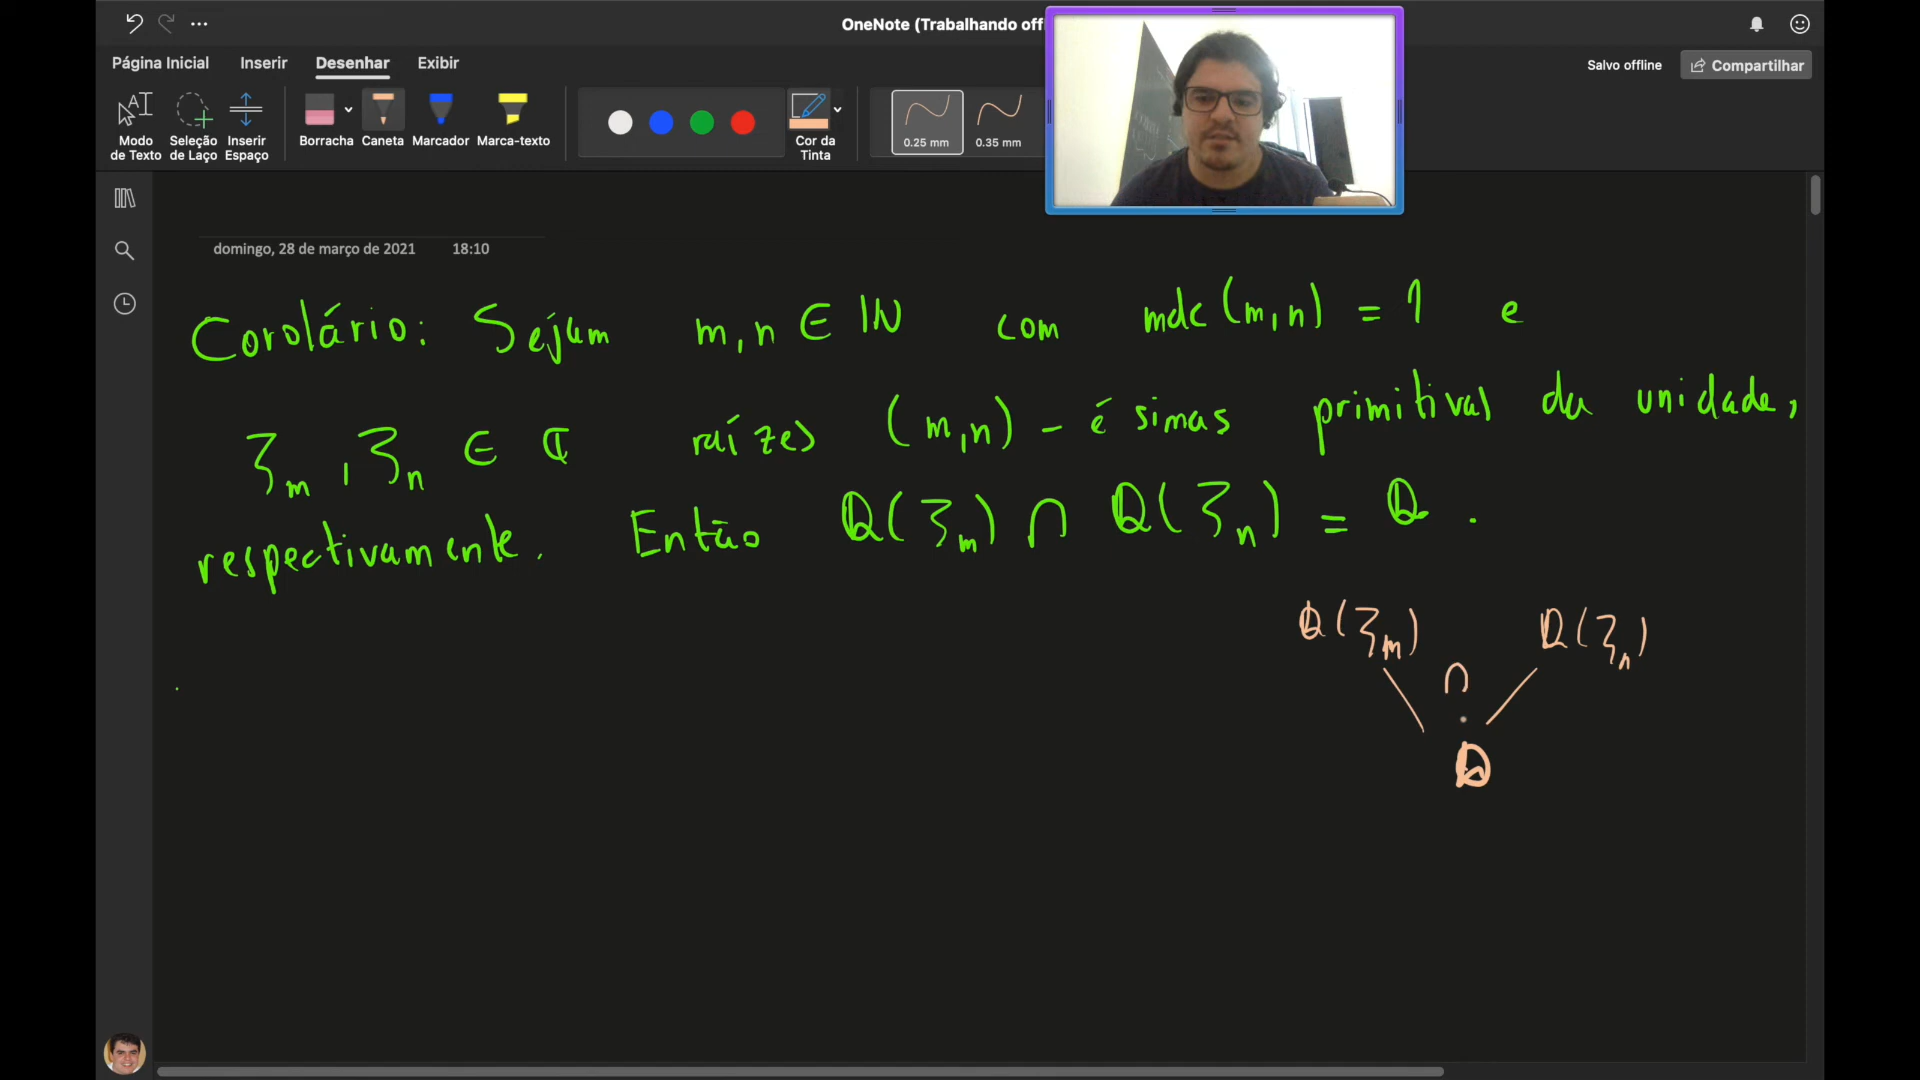 OneNote (Trabalhando offl
Página Inicial Inserir Desenhar Exibir
Salvo offline Compartilhar
Modo de Texto Seleção de Laço Inserir Espaço Borracha Caneta Marcador Marca-texto Cor da Tinta 0.25 mm 0.35 mm
domingo, 28 de março de 2021 18:10
Corolário: Sejam m,n ∈ ℕ com mdc(m,n) = 1 e
ζₘ, ζₙ ∈ ℂ raízes (m,n)-ésimas primitivas da unidade,
respectivamente. Então ℚ(ζₘ) ∩ ℚ(ζₙ) = ℚ.
ℚ(ζₘ) ℚ(ζₙ)
∩
ℚ